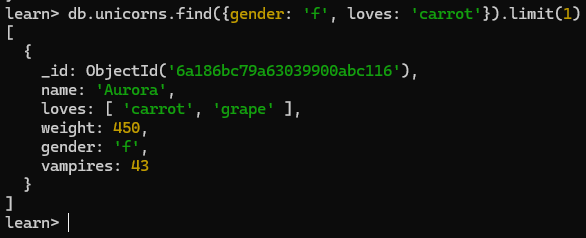 learn> db.unicorns.find({gender: 'f', loves: 'carrot'}).limit(1)
[
  {
    _id: ObjectId('6a186bc79a63039900abc116'),
    name: 'Aurora',
    loves: [ 'carrot', 'grape' ],
    weight: 450,
    gender: 'f',
    vampires: 43
  }
]
learn>